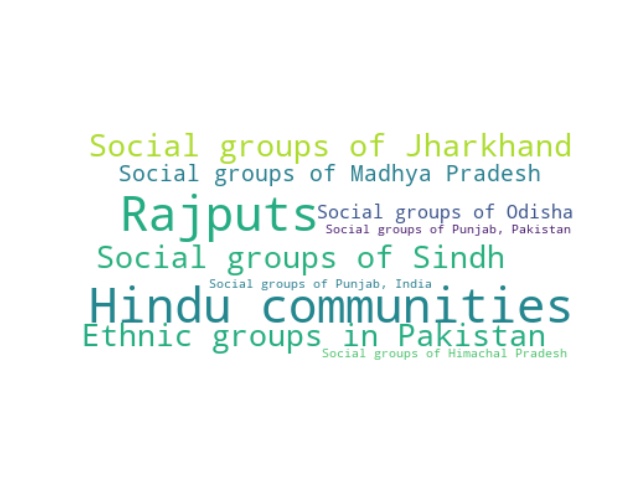 Social groups of Jharkhand
Social groups of Madhya Pradesh
Rajputs
Social groups of Odisha
Social groups of Punjab, Pakistan
Social groups of Sindh
Social groups of Punjab, India
Hindu communities
Ethnic groups in Pakistan
Social groups of Himachal Pradesh